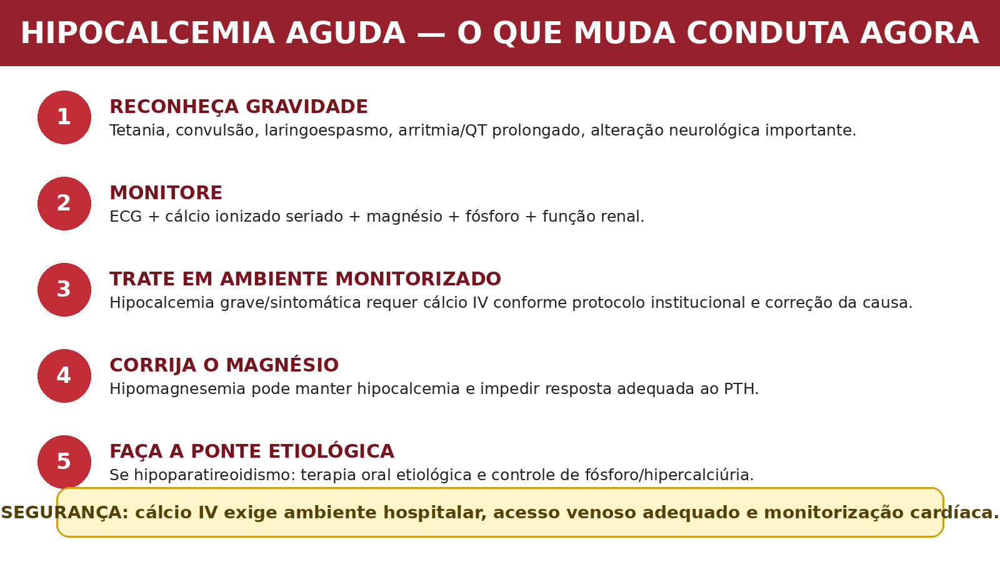 HIPOCALCEMIA AGUDA — O QUE MUDA CONDUTA AGORA
1
RECONHEÇA GRAVIDADE
Tetania, convulsão, laringoespasmo, arritmia/QT prolongado, alteração neurológica importante.
2
MONITORE
ECG + cálcio ionizado seriado + magnésio + fósforo + função renal.
3
TRATE EM AMBIENTE MONITORIZADO
Hipocalcemia grave/sintomática requer cálcio IV conforme protocolo institucional e correção da causa.
4
CORRIJA O MAGNÉSIO
Hipomagnesemia pode manter hipocalcemia e impedir resposta adequada ao PTH.
5
FAÇA A PONTE ETIOLÓGICA
Se hipoparatireoidismo: terapia oral etiológica e controle de fósforo/hipercalciúria.
SEGURANÇA: cálcio IV exige ambiente hospitalar, acesso venoso adequado e monitorização cardíaca.